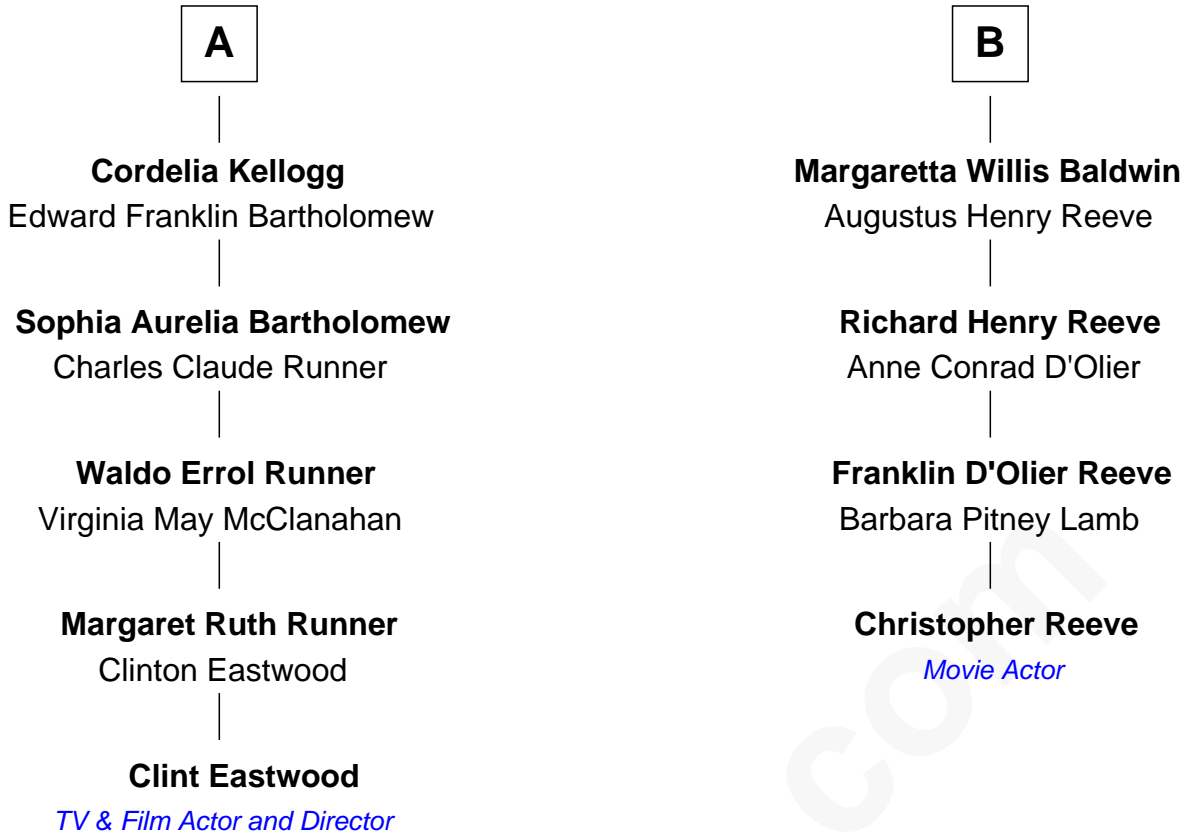 A
Cordelia Kellogg
Edward Franklin Bartholomew
Sophia Aurelia Bartholomew
Charles Claude Runner
Waldo Errol Runner
Virginia May McClanahan
Margaret Ruth Runner
Clinton Eastwood
Clint Eastwood
TV & Film Actor and Director
B
Margaretta Willis Baldwin
Augustus Henry Reeve
Richard Henry Reeve
Anne Conrad D'Olier
Franklin D'Olier Reeve
Barbara Pitney Lamb
Christopher Reeve
Movie Actor
com